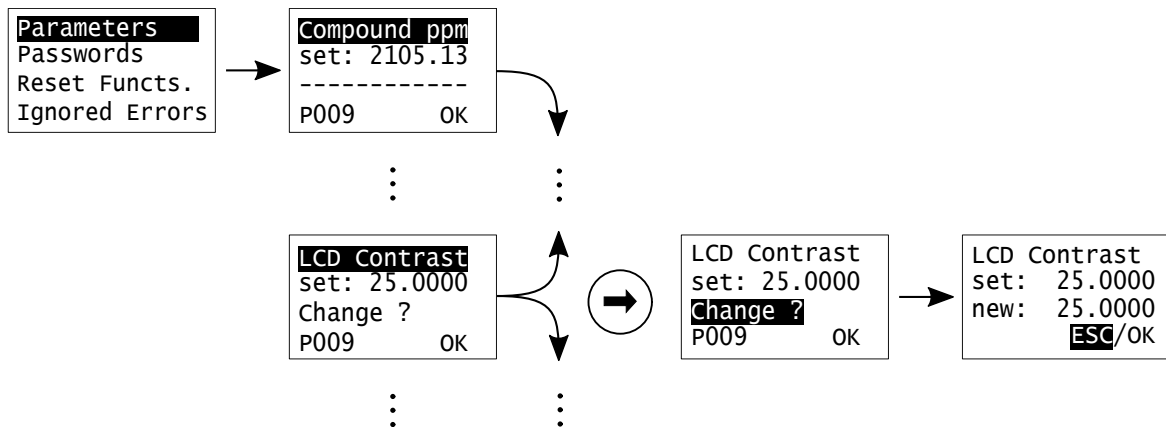 Parameters
Passwords
Reset Functs.
Ignored Errors
Compound ppm
set: 2105.13
------------
P009 OK
LCD Contrast
set: 25.0000
Change ?
P009 OK
LCD Contrast
set: 25.0000
Change ?
P009 OK
LCD Contrast
set: 25.0000
new: 25.0000
ESC/OK